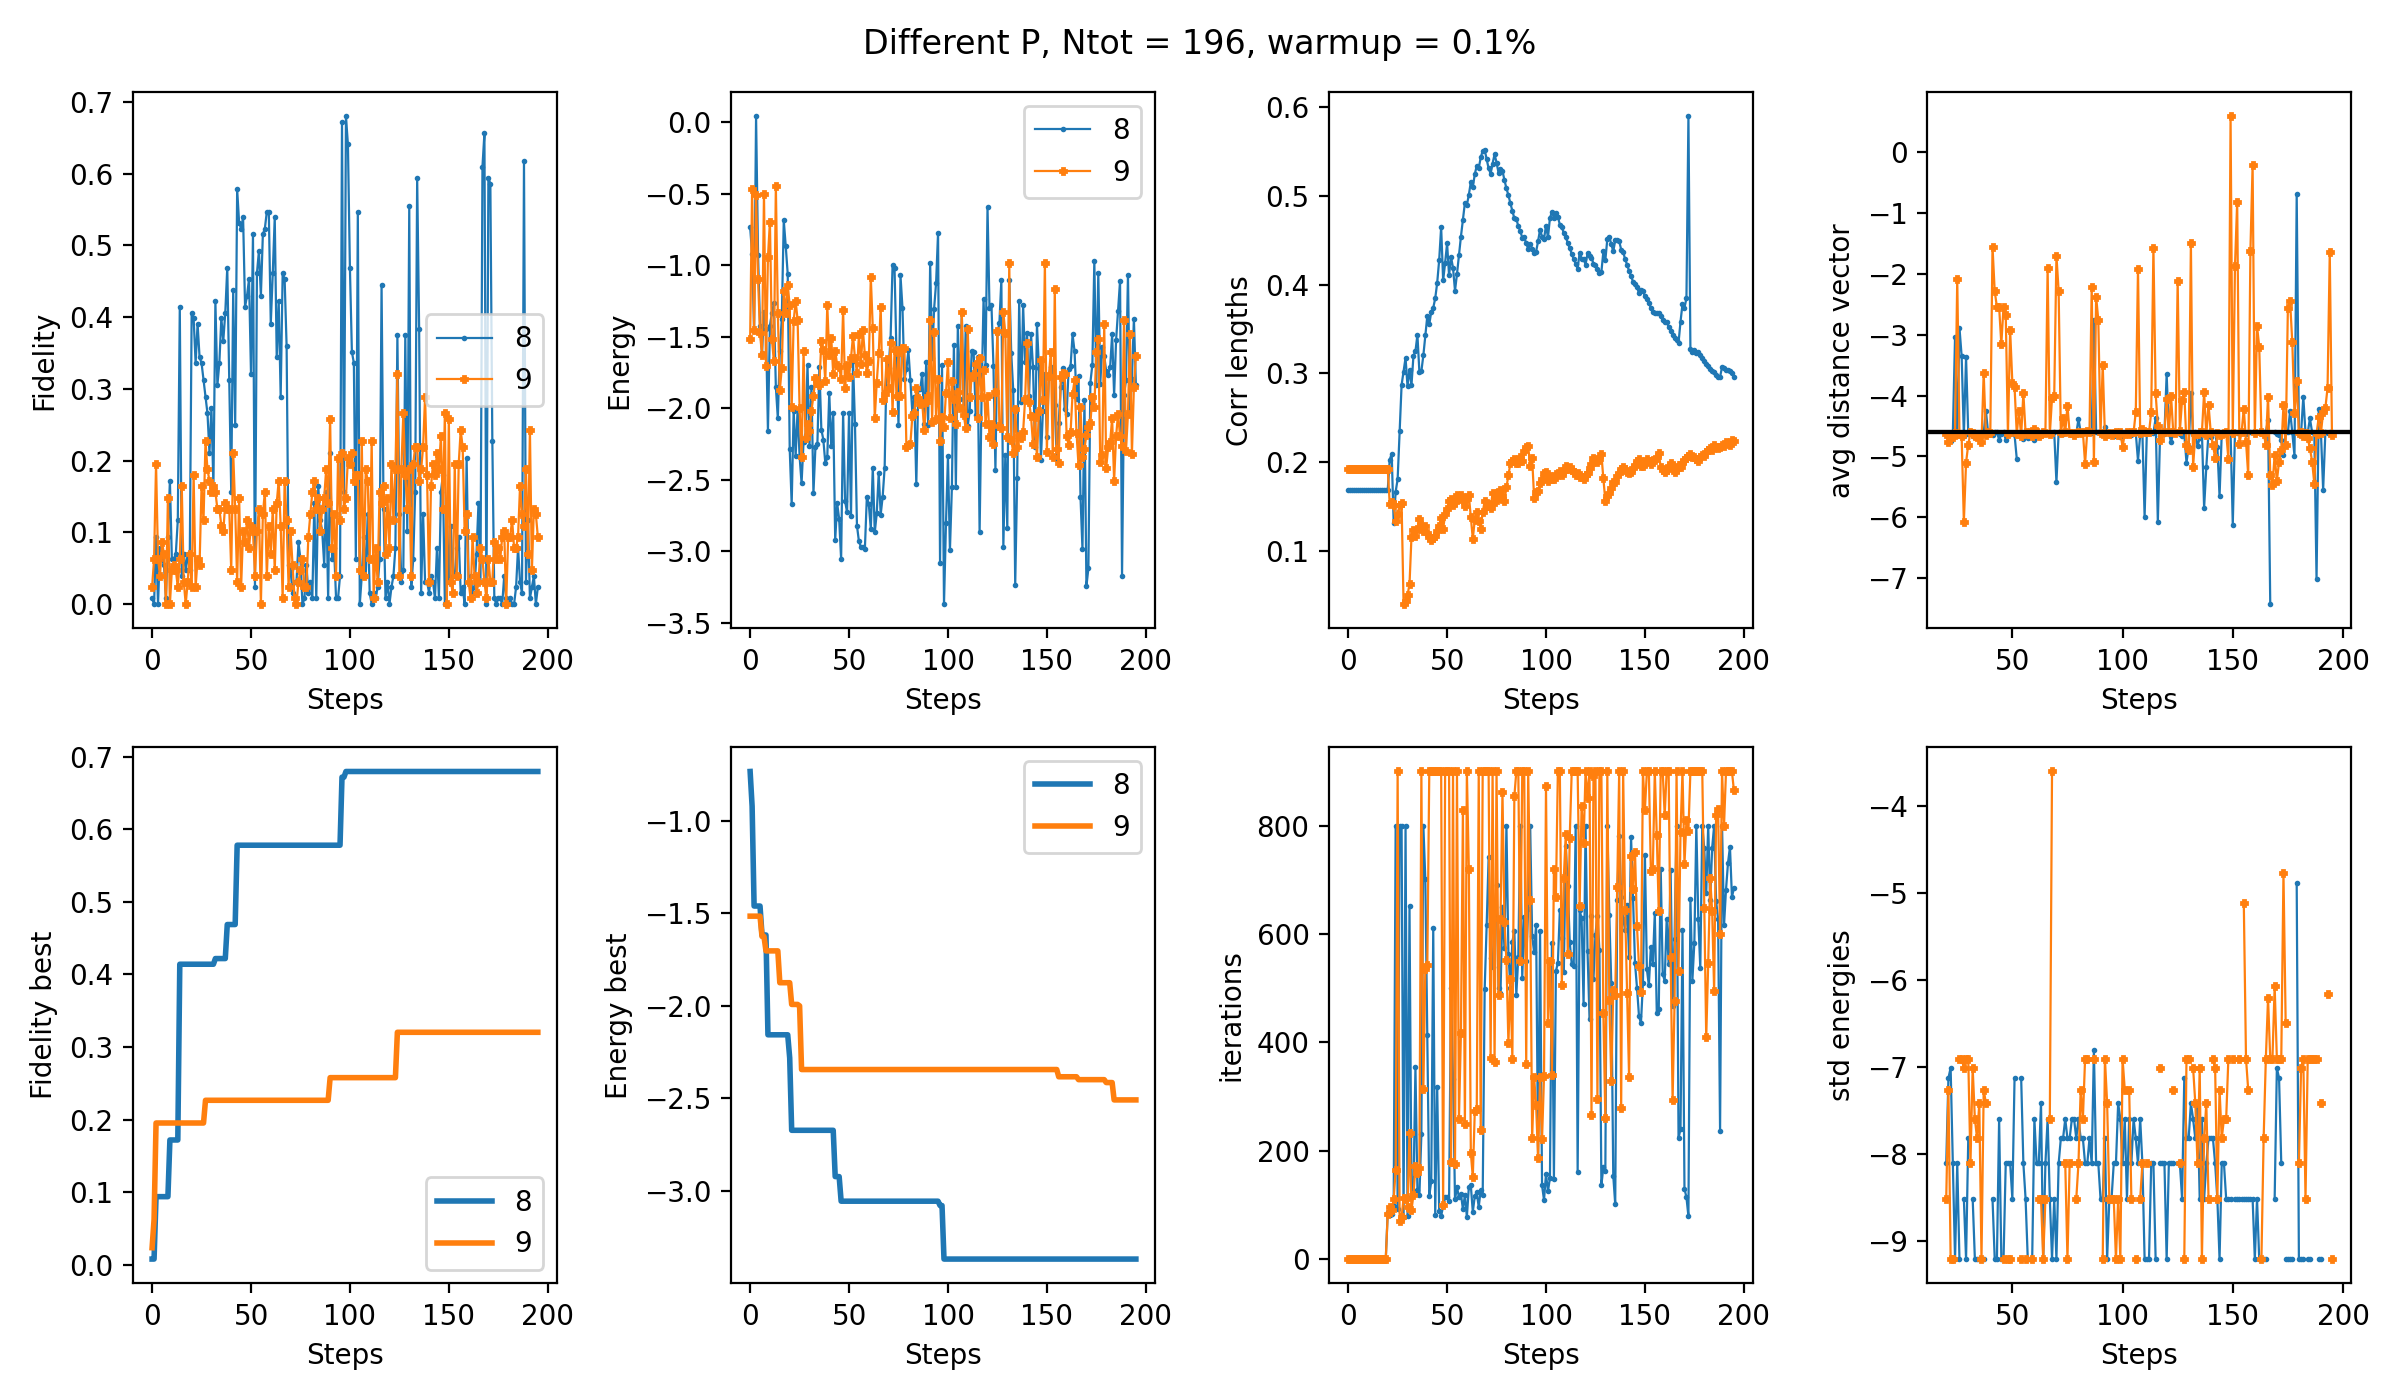 Different P, Ntot = 196, warmup = 0.1%
0.7
0.6
0.5
0.4
0.3
0.2
0.1
0.0
Fidelity
8
9
0 50 100 150 200
Steps
0.0
−0.5
−1.0
−1.5
−2.0
−2.5
−3.0
−3.5
Energy
8
9
0 50 100 150 200
Steps
0.6
0.5
0.4
0.3
0.2
0.1
Corr lengths
0 50 100 150 200
Steps
0
−1
−2
−3
−4
−5
−6
−7
avg distance vector
50 100 150 200
Steps
0.7
0.6
0.5
0.4
0.3
0.2
0.1
0.0
Fidelity best
8
9
0 50 100 150 200
Steps
−1.0
−1.5
−2.0
−2.5
−3.0
Energy best
8
9
0 50 100 150 200
Steps
800
600
400
200
0
iterations
0 50 100 150 200
Steps
−4
−5
−6
−7
−8
−9
std energies
50 100 150 200
Steps